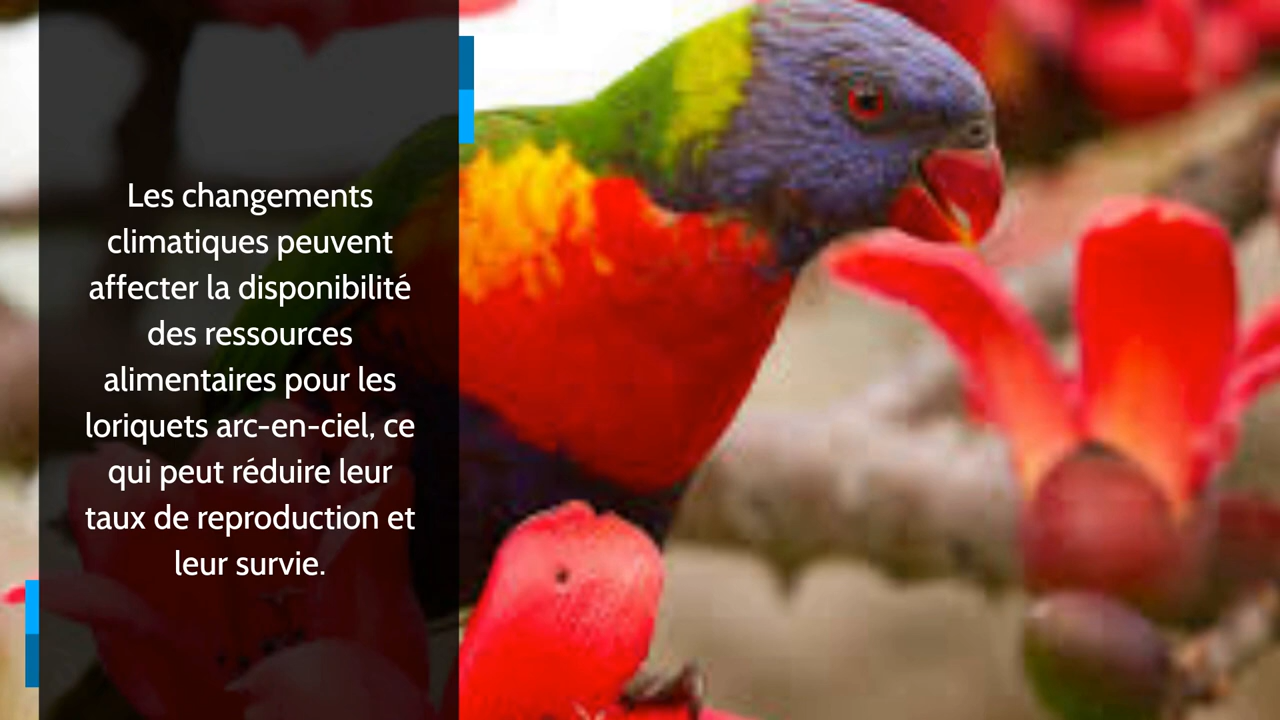 Les changements
climatiques peuvent
affecter la disponibilité
des ressources
alimentaires pour les
loriquets arc-en-ciel, ce
qui peut réduire leur
taux de reproduction et
leur survie.